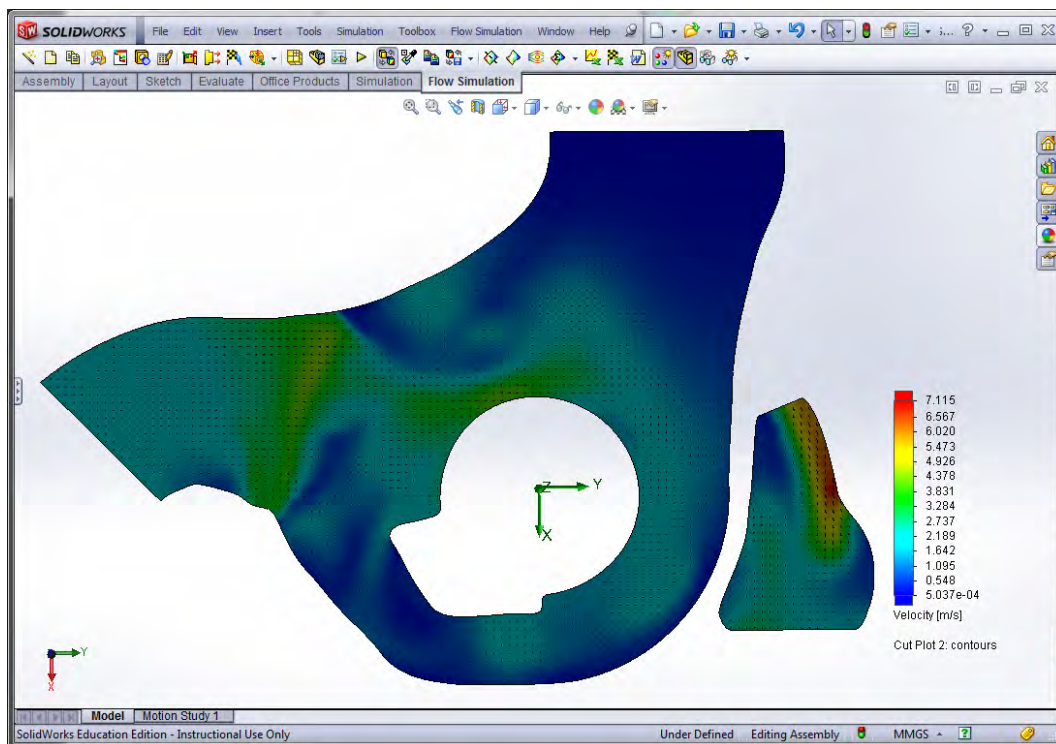 SW SOLIDWORKS File Edit View Insert Tools Simulation Toolbox Flow Simulation Window Help
Assembly Layout Sketch Evaluate Office Products Simulation Flow Simulation
Z Y
X
7.115
6.567
6.020
5.473
4.926
4.378
3.831
3.284
2.737
2.189
1.642
1.095
0.548
5.037e-04
Velocity [m/s]
Cut Plot 2: contours
Y
X
Model Motion Study 1
SolidWorks Education Edition - Instructional Use Only Under Defined Editing Assembly MMGS